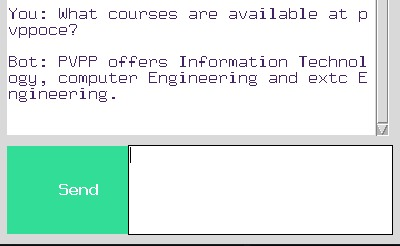 You: What courses are available at p
vppoce?
Bot: PVPP offers Information Technol
ogy, computer Engineering and extc E
ngineering.
Send